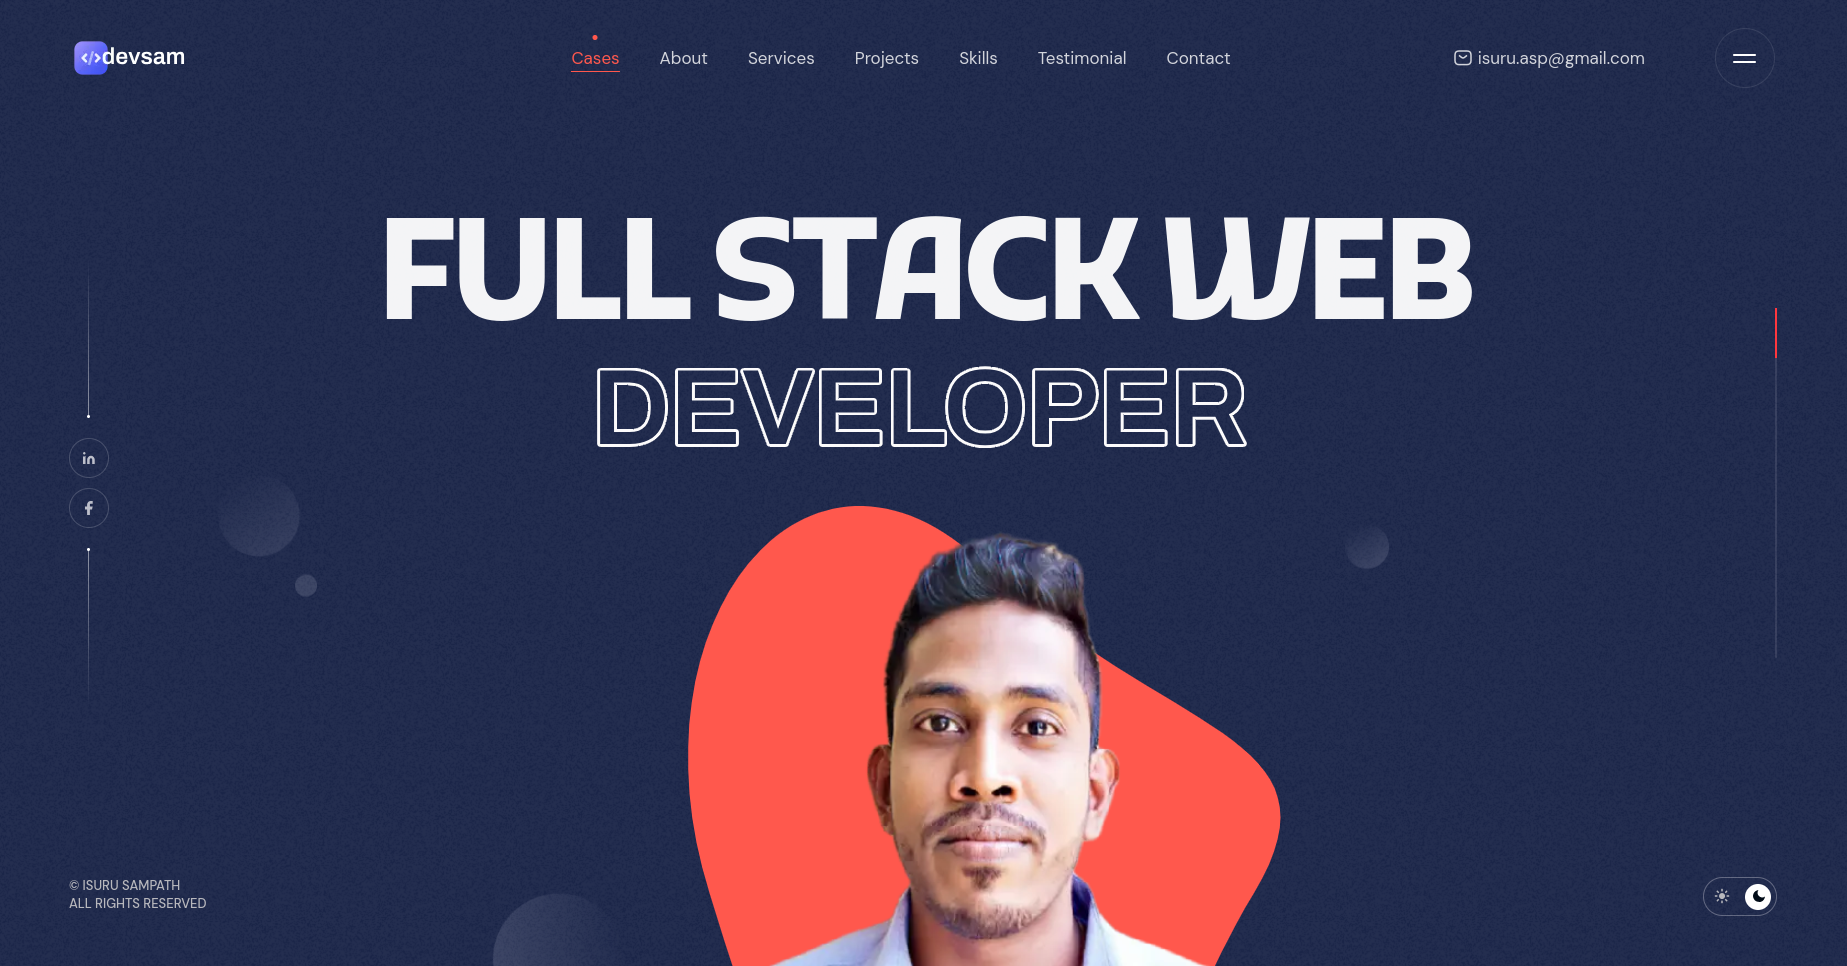 devsam
Cases About Services Projects Skills Testimonial Contact
isuru.asp@gmail.com
FULL STACK WEB
DEVELOPER
© ISURU SAMPATH
ALL RIGHTS RESERVED